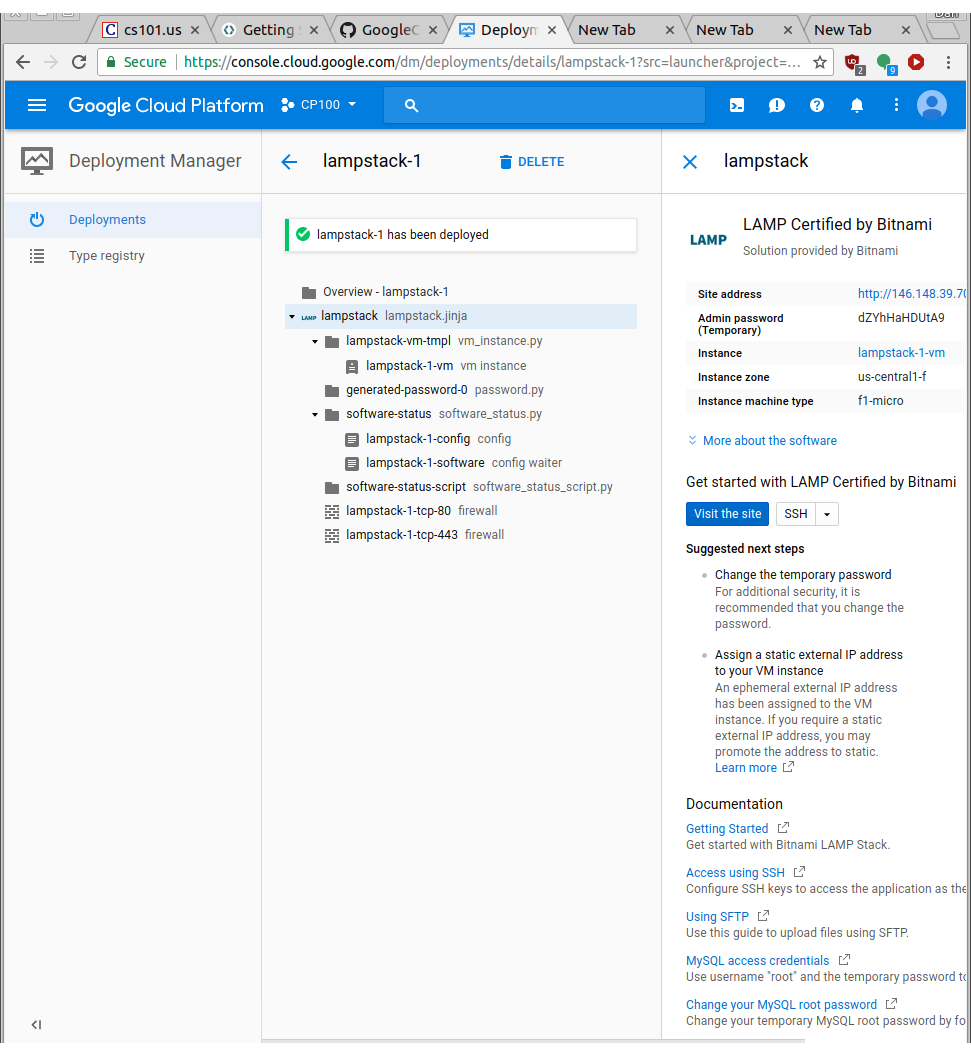 Dan
cs101.us
Getting
GoogleC
Deploym
New Tab
New Tab
New Tab
Secure
https://console.cloud.google.com/dm/deployments/details/lampstack-1?src=launcher&project=...
2
9
Google Cloud Platform
CP100
Deployment Manager
lampstack-1
DELETE
lampstack
Deployments
Type registry
lampstack-1 has been deployed
Overview - lampstack-1
LAMP lampstack lampstack.jinja
lampstack-vm-tmpl vm_instance.py
lampstack-1-vm vm instance
generated-password-0 password.py
software-status software_status.py
lampstack-1-config config
lampstack-1-software config waiter
software-status-script software_status_script.py
lampstack-1-tcp-80 firewall
lampstack-1-tcp-443 firewall
LAMP
LAMP Certified by Bitnami
Solution provided by Bitnami
Site address http://146.148.39.70
Admin password (Temporary) dZYhHaHDUtA9
Instance lampstack-1-vm
Instance zone us-central1-f
Instance machine type f1-micro
More about the software
Get started with LAMP Certified by Bitnami
Visit the site
SSH
Suggested next steps
Change the temporary password
For additional security, it is
recommended that you change the
password.
Assign a static external IP address
to your VM instance
An ephemeral external IP address
has been assigned to the VM
instance. If you require a static
external IP address, you may
promote the address to static.
Learn more
Documentation
Getting Started
Get started with Bitnami LAMP Stack.
Access using SSH
Configure SSH keys to access the application as the
Using SFTP
Use this guide to upload files using SFTP.
MySQL access credentials
Use username "root" and the temporary password to
Change your MySQL root password
Change your temporary MySQL root password by fo